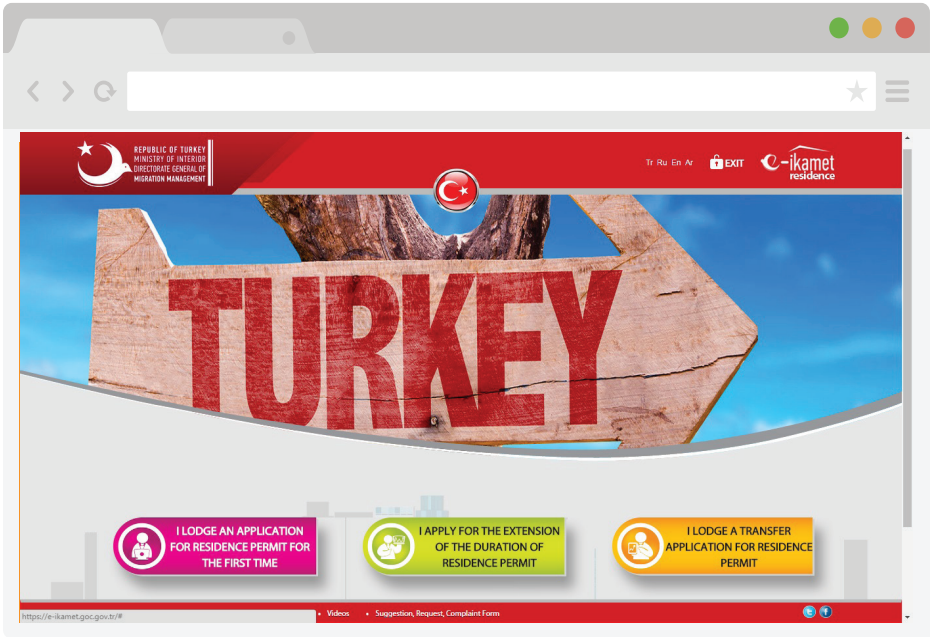 REPUBLIC OF TURKEY
MINISTRY OF INTERIOR
DIRECTORATE GENERAL OF
MIGRATION MANAGEMENT
Tr Ru En Ar
EXIT
e-ikamet
residence
TURKEY
I LODGE AN APPLICATION
FOR RESIDENCE PERMIT FOR
THE FIRST TIME
I APPLY FOR THE EXTENSION
OF THE DURATION OF
RESIDENCE PERMIT
I LODGE A TRANSFER
APPLICATION FOR RESIDENCE
PERMIT
https://e-ikamet.goc.gov.tr/#
• Videos • Suggestion, Request, Complaint Form